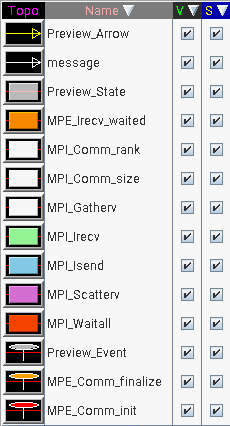 Topo Name V S
Preview_Arrow
message
Preview_State
MPE_Irecv_waited
MPI_Comm_rank
MPI_Comm_size
MPI_Gatherv
MPI_Irecv
MPI_Isend
MPI_Scatterv
MPI_Waitall
Preview_Event
MPE_Comm_finalize
MPE_Comm_init